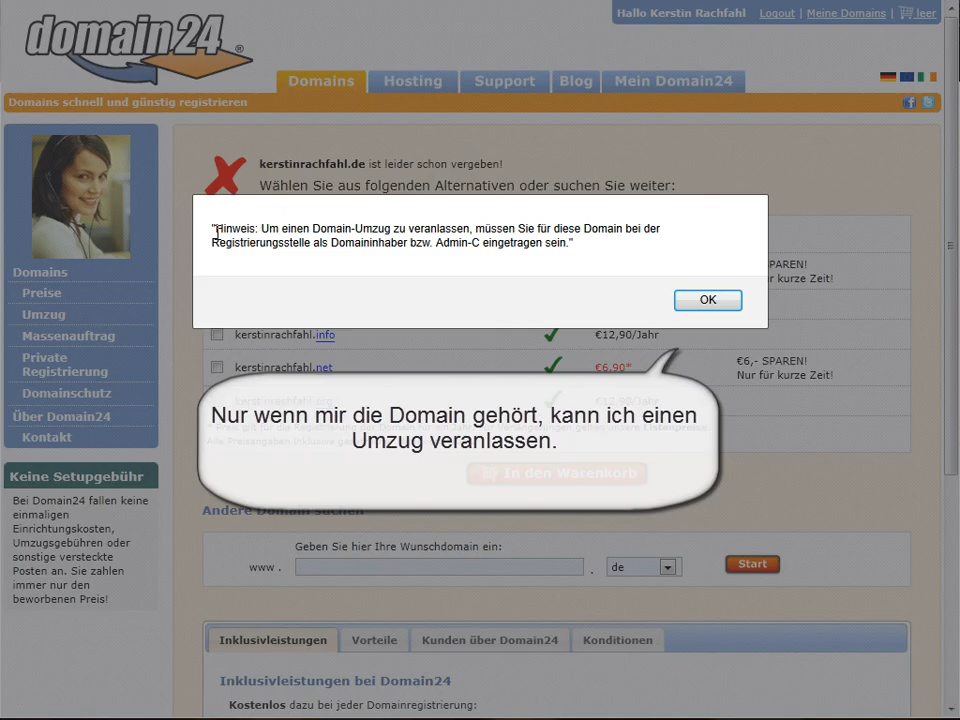 Hallo Kerstin Rachfahl Logout | Meine Domains | leer
domain24®
Domains Hosting Support Blog Mein Domain24
Domains schnell und günstig registrieren
kerstinrachfahl.de ist leider schon vergeben!
Wählen Sie aus folgenden Alternativen oder suchen Sie weiter:
"Hinweis: Um einen Domain-Umzug zu veranlassen, müssen Sie für diese Domain bei der
Registrierungsstelle als Domaininhaber bzw. Admin-C eingetragen sein."
OK
SPAREN!
r kurze Zeit!
kerstinrachfahl.info €12,90/Jahr
kerstinrachfahl.net €6,90* €6,- SPAREN!
Nur für kurze Zeit!
kerstinrachfahl.org €12,90/Jahr
Nur wenn mir die Domain gehört, kann ich einen
Umzug veranlassen.
In den Warenkorb
Andere Domain suchen
Geben Sie hier Ihre Wunschdomain ein:
www . . de Start
Inklusivleistungen Vorteile Kunden über Domain24 Konditionen
Inklusivleistungen bei Domain24
Kostenlos dazu bei jeder Domainregistrierung:
Domains
Preise
Umzug
Massenauftrag
Private
Registrierung
Domainschutz
Über Domain24
Kontakt
Keine Setupgebühr
Bei Domain24 fallen keine
einmaligen
Einrichtungskosten,
Umzugsgebühren oder
sonstige versteckte
Posten an. Sie zahlen
immer nur den
beworbenen Preis!